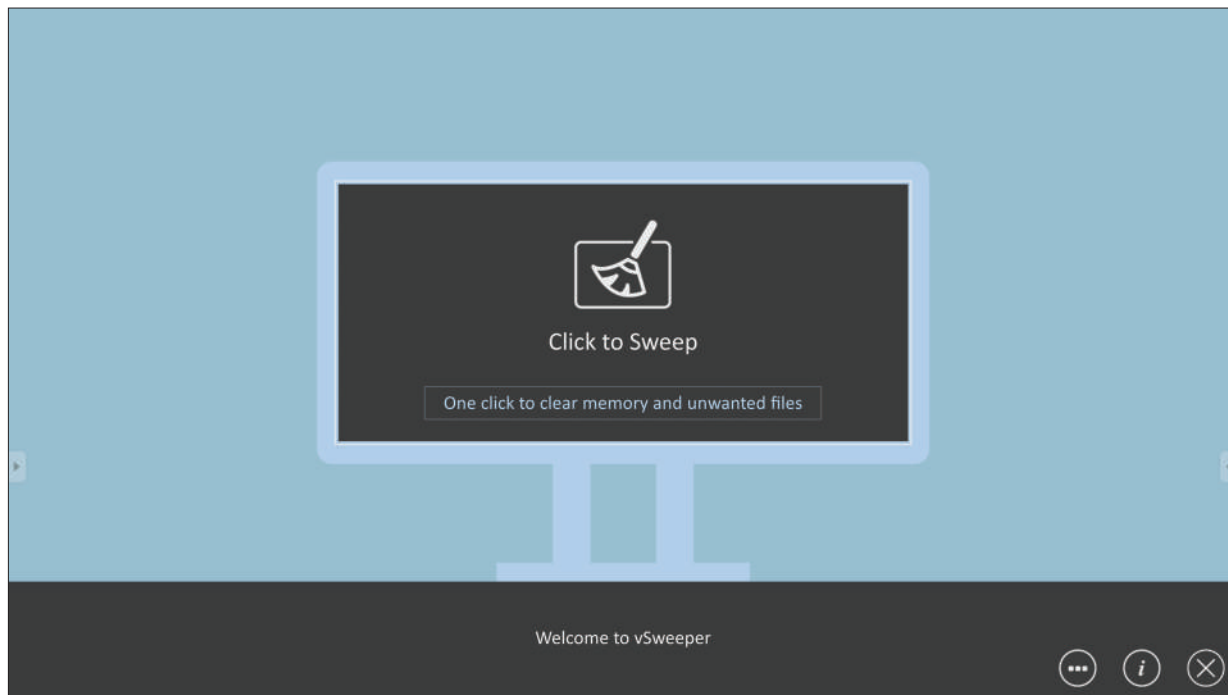 Click to Sweep
One click to clear memory and unwanted files
Welcome to vSweeper
i